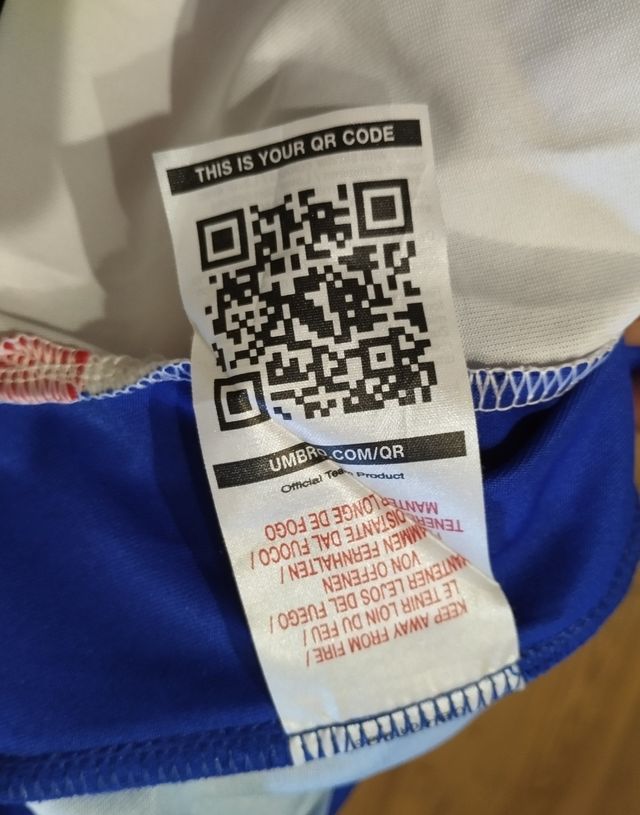 THIS IS YOUR QR CODE
UMBRO.COM/QR
Official Team Product
KEEP AWAY FROM FIRE /
LE TENIR LOIN DU FEU /
MANTENER LEJOS DEL FUEGO /
VON OFFENEN
FERNHALTEN /
TENERE DISTANTE DAL FUOCO /
MANTER LONGE DE FOGO